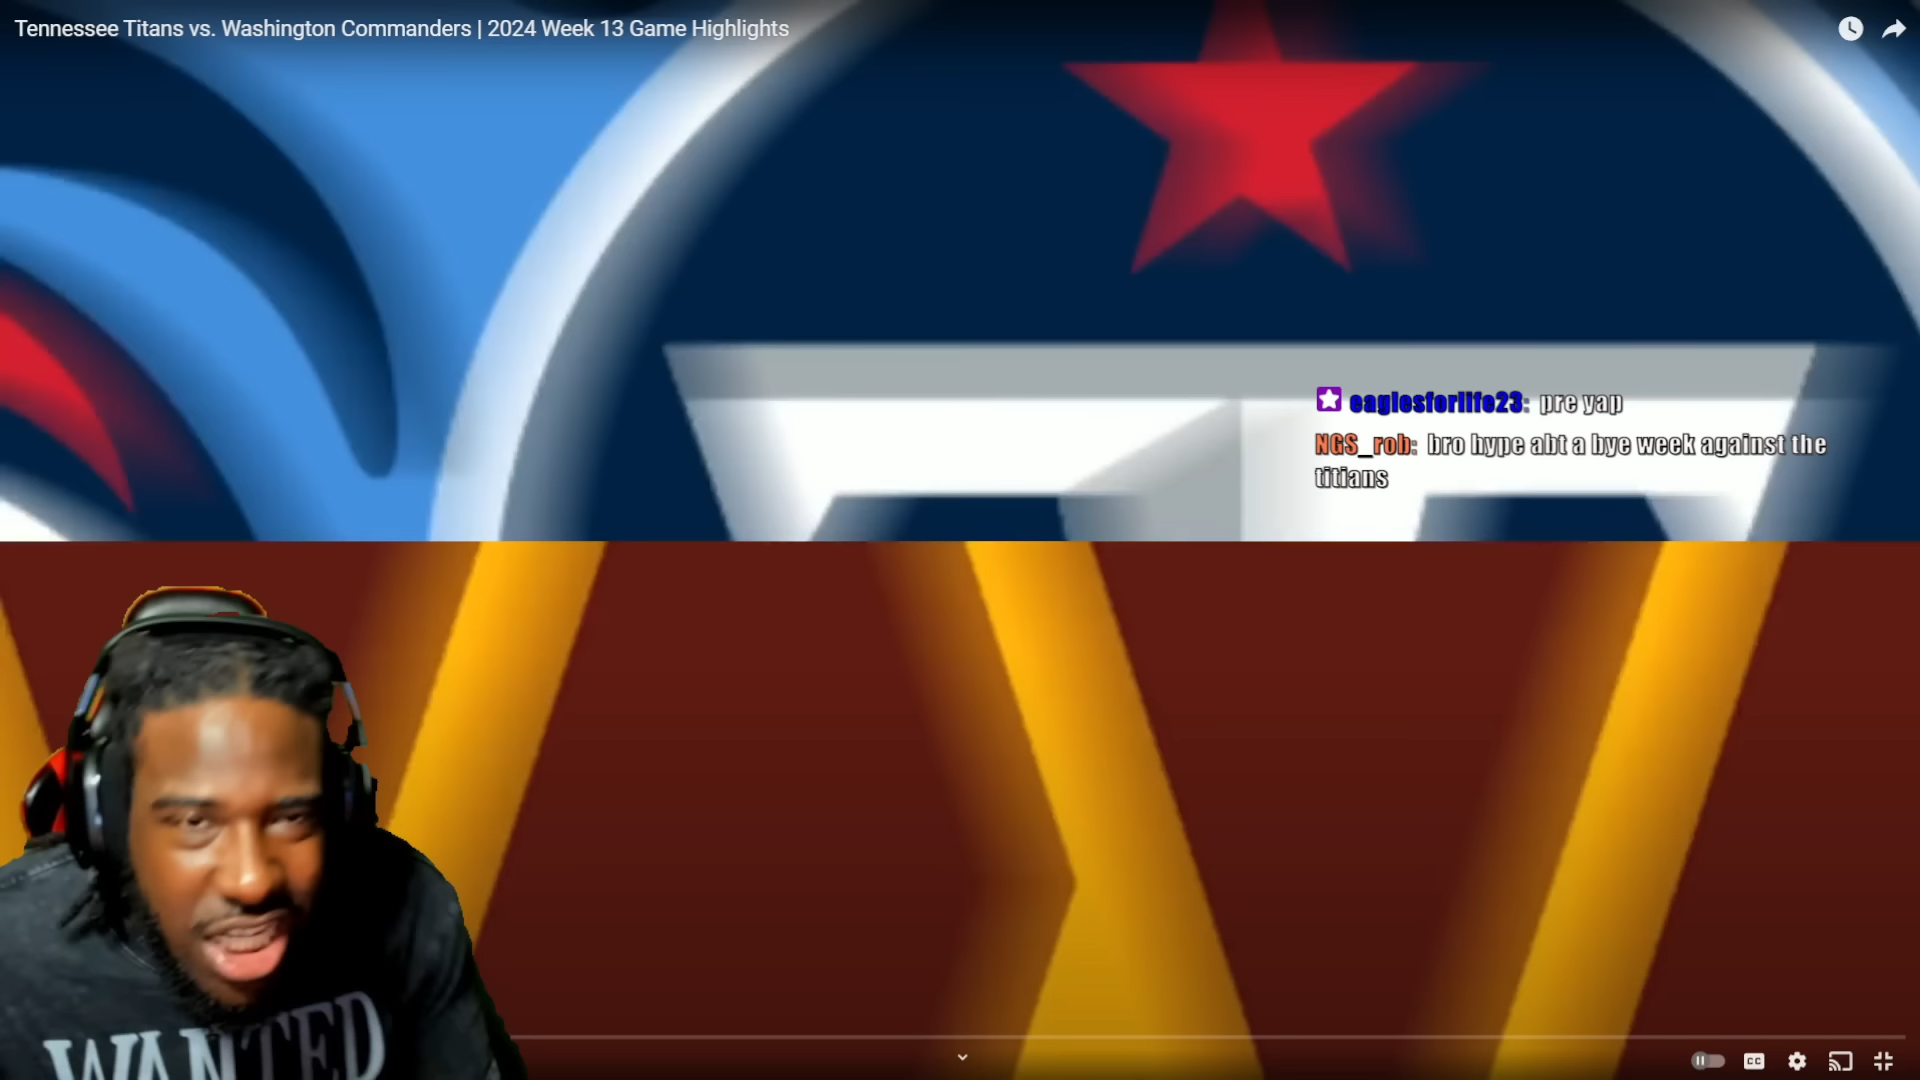 Tennessee Titans vs. Washington Commanders | 2024 Week 13 Game Highlights
eaglesforlife23: pre yap
NGS_rob: bro hype abt a bye week against the
titians
WANTED
CC